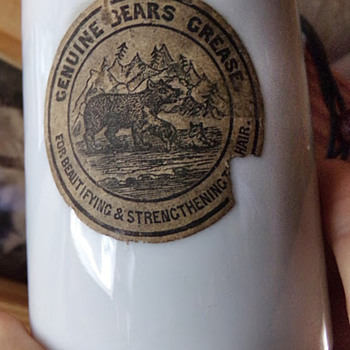 GENUINE BEARS GREASE
FOR BEAUTIFYING & STRENGTHENING HAIR.